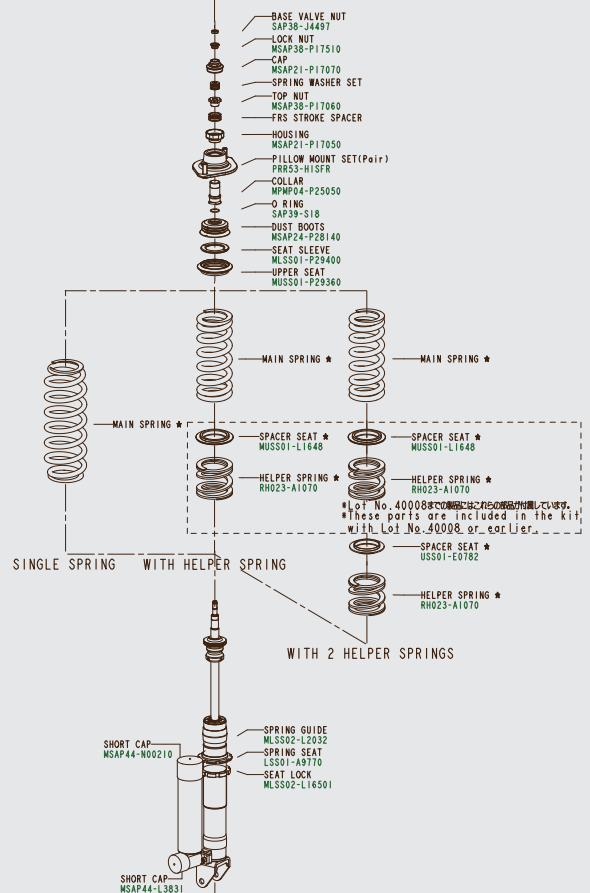 BASE VALVE NUT
SAP38-J4497
LOCK NUT
MSAP38-P17510
CAP
MSAP21-P17070
SPRING WASHER SET
TOP NUT
MSAP38-P17060
FRS STROKE SPACER
HOUSING
MSAP21-P17050
PILLOW MOUNT SET(Pair)
PRR53-H1SFR
COLLAR
MPMP04-P25050
O RING
SAP39-S18
DUST BOOTS
MSAP24-P28140
SEAT SLEEVE
MLSS01-P29400
UPPER SEAT
MUSS01-P29360
MAIN SPRING *
MAIN SPRING *
MAIN SPRING *
SPACER SEAT *
MUSS01-L1648
SPACER SEAT *
MUSS01-L1648
HELPER SPRING *
RH023-A1070
HELPER SPRING *
RH023-A1070
*Lot No.40008までの製品にはこれらの部品が付属しています。
*These parts are included in the kit
with Lot No.40008 or earlier.
SPACER SEAT *
USS01-E0782
HELPER SPRING *
RH023-A1070
SINGLE SPRING
WITH HELPER SPRING
WITH 2 HELPER SPRINGS
SPRING GUIDE
MLSS02-L2032
SPRING SEAT
LSS01-A9770
SEAT LOCK
MLSS02-L16501
SHORT CAP
MSAP44-N00210
SHORT CAP
MSAP44-L3831